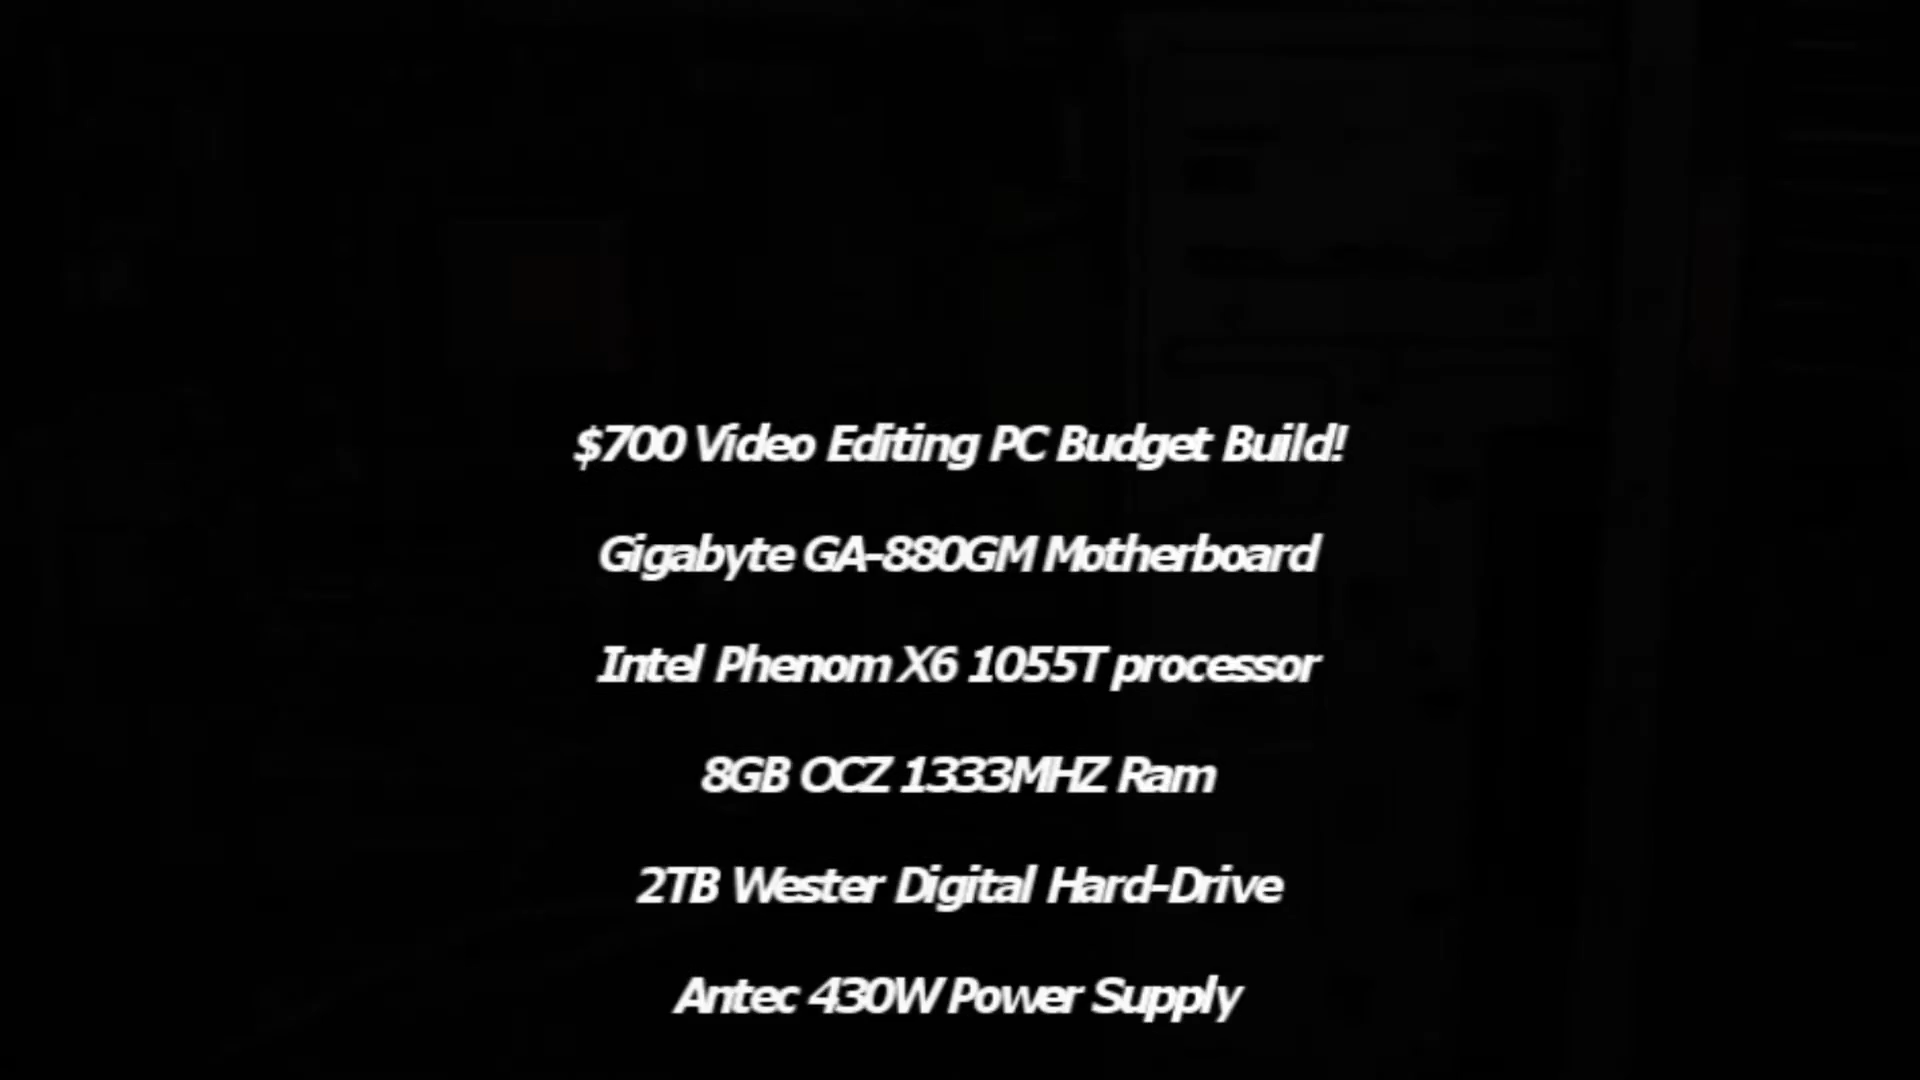 $700 Video Editing PC Budget Build!
Gigabyte GA-880GM Motherboard
Intel Phenom X6 1055T processor
8GB OCZ 1333MHZ Ram
2TB Wester Digital Hard-Drive
Antec 430W Power Supply